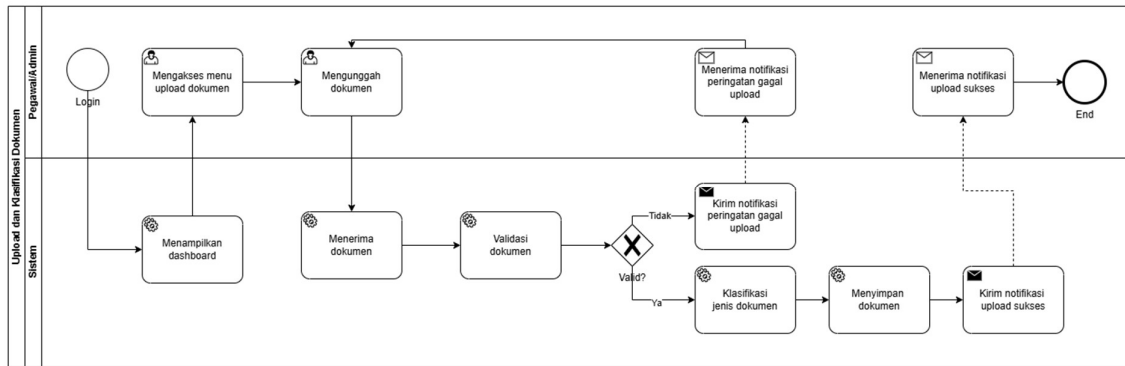 Upload dan Klasifikasi Dokumen
Pegawai/Admin
Login
Mengakses menu
upload dokumen
Mengunggah
dokumen
Menerima notifikasi
peringatan gagal
upload
Menerima notifikasi
upload sukses
End
Sistem
Menampilkan
dashboard
Menerima
dokumen
Validasi
dokumen
Valid?
Tidak
Kirim notifikasi
peringatan gagal
upload
Ya
Klasifikasi
jenis dokumen
Menyimpan
dokumen
Kirim notifikasi
upload sukses